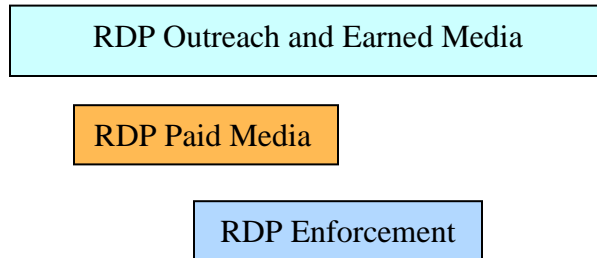 RDP Outreach and Earned Media
RDP Paid Media
RDP Enforcement